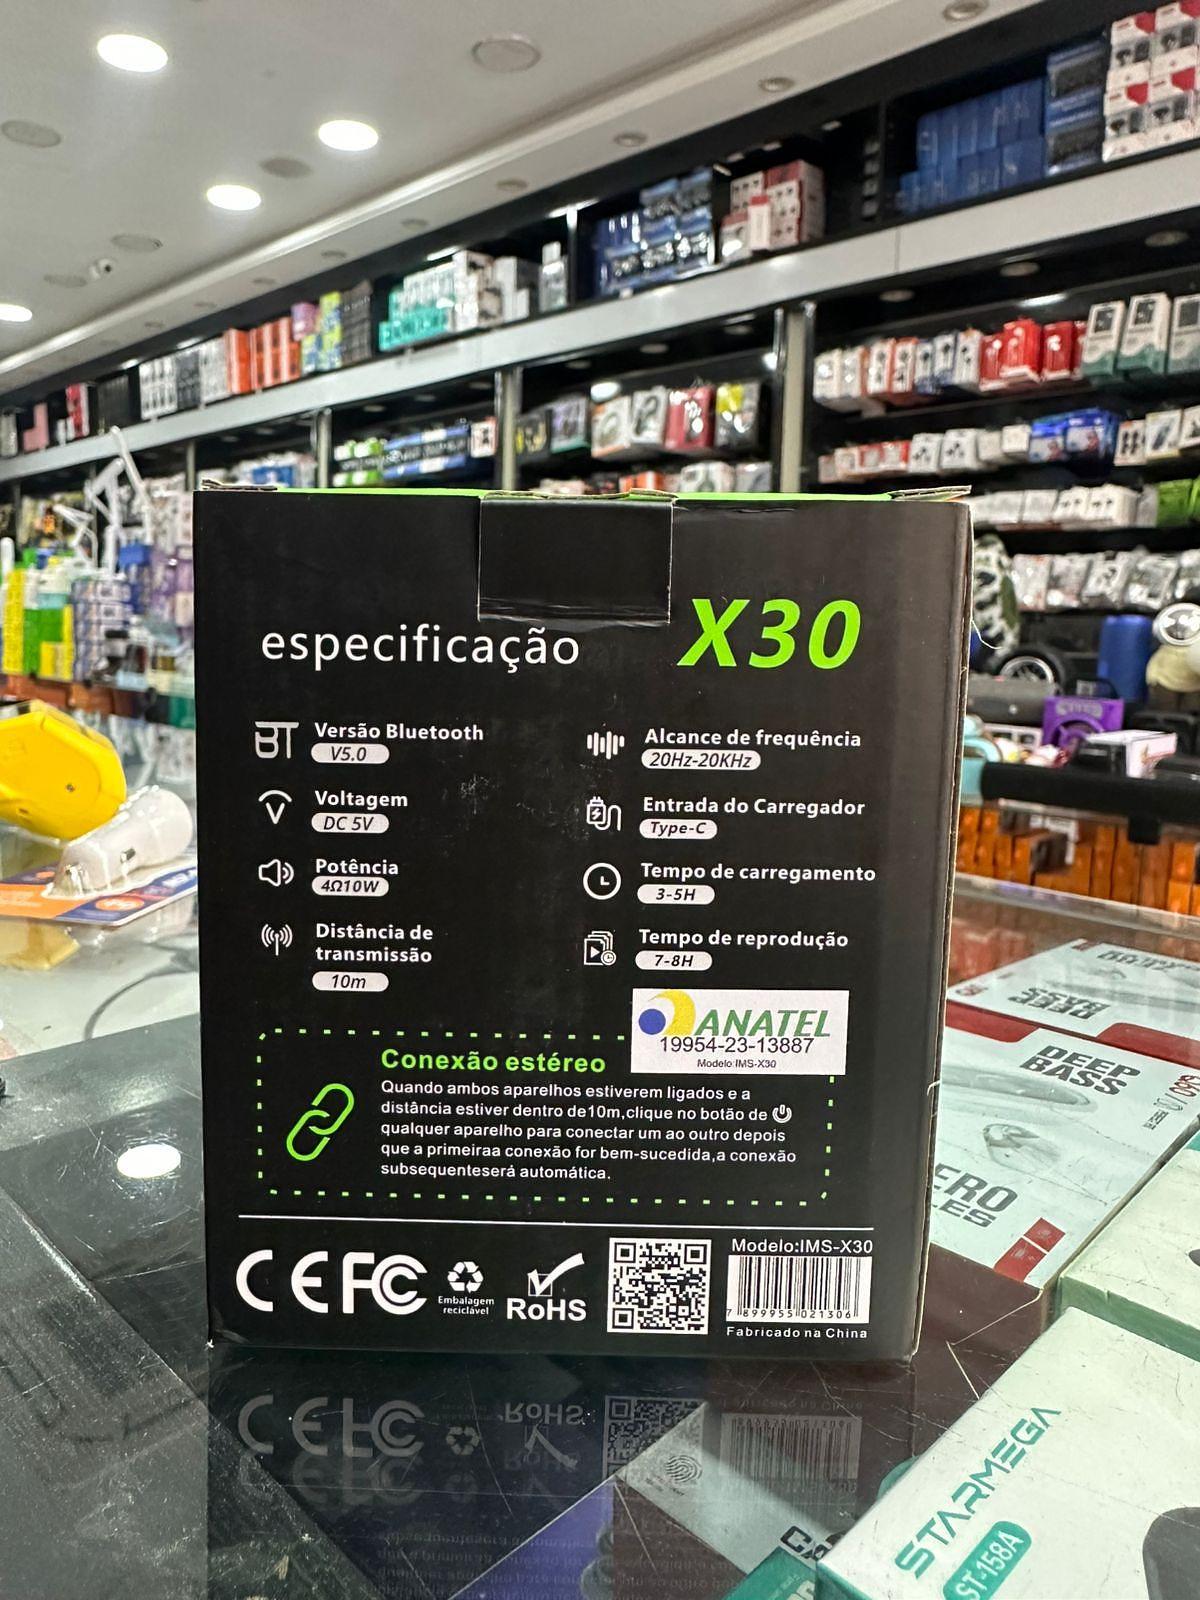 especificação
X30
BT
Versão Bluetooth
V5.0
Alcance de frequência
20Hz-20KHz
V
Voltagem
DC 5V
Entrada do Carregador
Type-C
Potência
4Ω10W
Tempo de carregamento
3-5H
Distância de
transmissão
10m
Tempo de reprodução
7-8H
ANATEL
19954-23-13887
Modelo:IMS-X30
Conexão estéreo
Quando ambos aparelhos estiverem ligados e a
distância estiver dentro de10m,clique no botão de
qualquer aparelho para conectar um ao outro depois
que a primeiraa conexão for bem-sucedida,a conexão
subsequenteserá automática.
CE FC
Embalagem
reciclável
RoHS
Modelo:IMS-X30
7 899955 021306
Fabricado na China
DEEP
BASS
STARMEGA
ST-158A